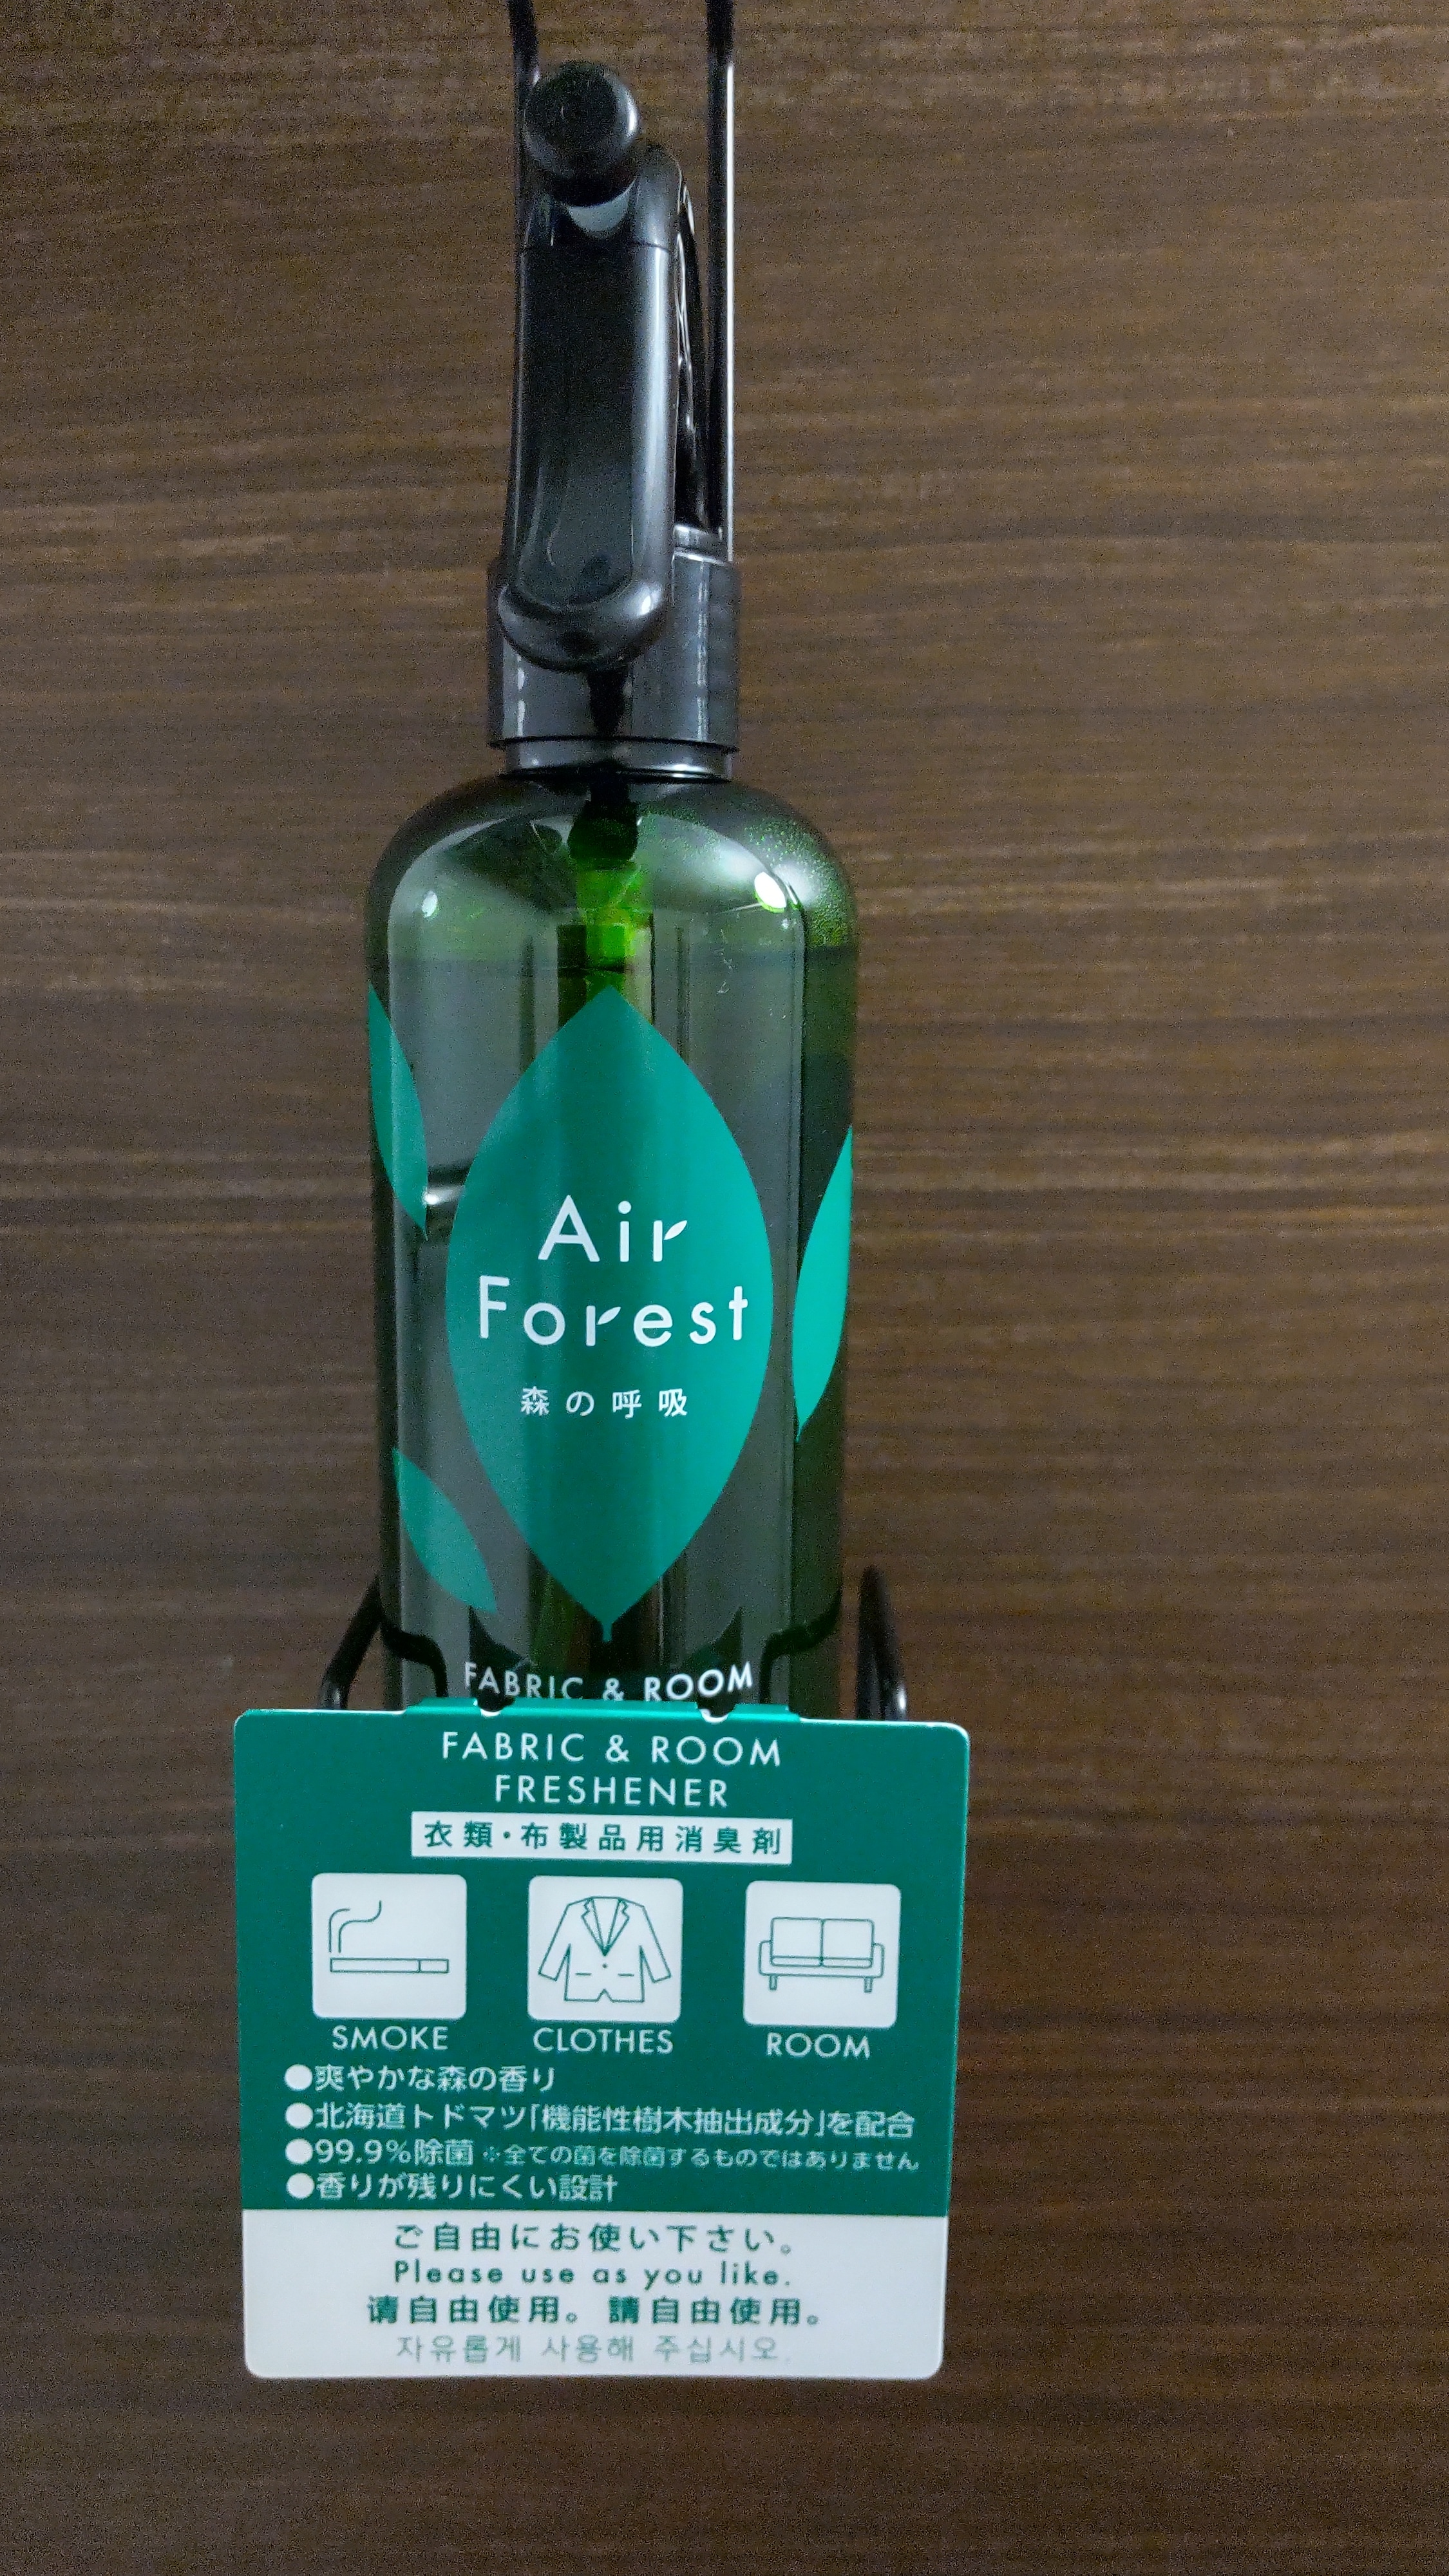 Air
Forest
森の呼吸
FABRIC & ROOM
FABRIC & ROOM
FRESHENER
衣類・布製品用消臭剤
SMOKE
CLOTHES
ROOM
●爽やかな森の香り
●北海道トドマツ「機能性樹木抽出成分」を配合
●99.9%除菌 ※全ての菌を除菌するものではありません
●香りが残りにくい設計
ご自由にお使い下さい。
Please use as you like.
请自由使用。請自由使用。
자유롭게 사용해 주십시오.